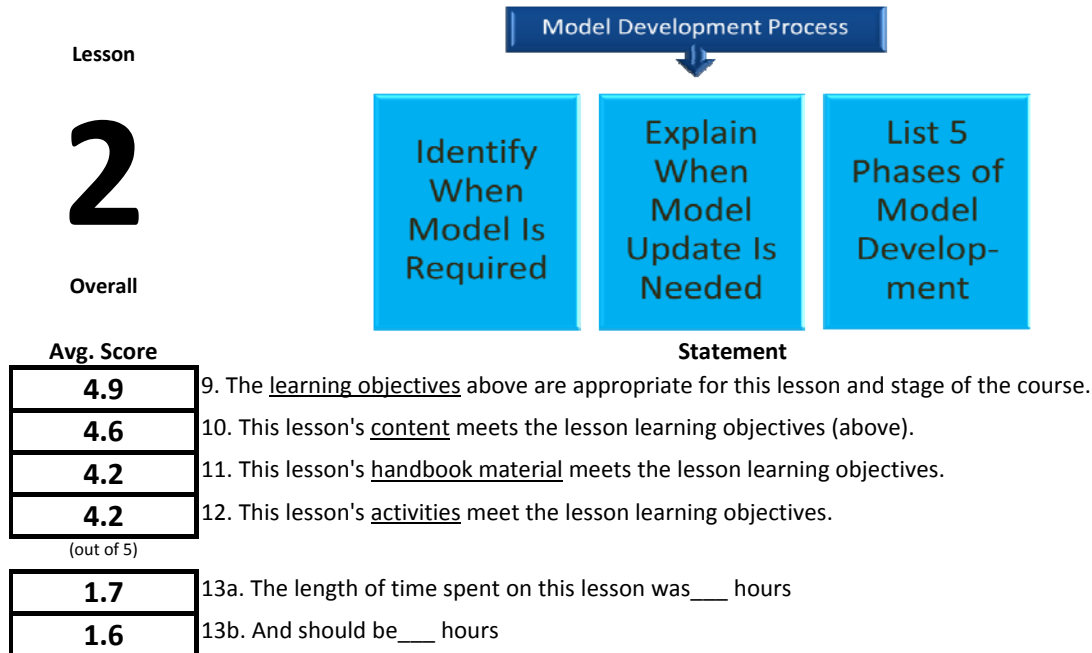 Lesson
2
Overall
Model Development Process
Identify
When
Model Is
Required
Explain
When
Model
Update Is
Needed
List 5
Phases of
Model
Develop-
ment
Avg. Score
Statement
4.9 9. The learning objectives above are appropriate for this lesson and stage of the course.
4.6 10. This lesson's content meets the lesson learning objectives (above).
4.2 11. This lesson's handbook material meets the lesson learning objectives.
4.2 12. This lesson's activities meet the lesson learning objectives.
(out of 5)
1.7 13a. The length of time spent on this lesson was___ hours
1.6 13b. And should be___ hours